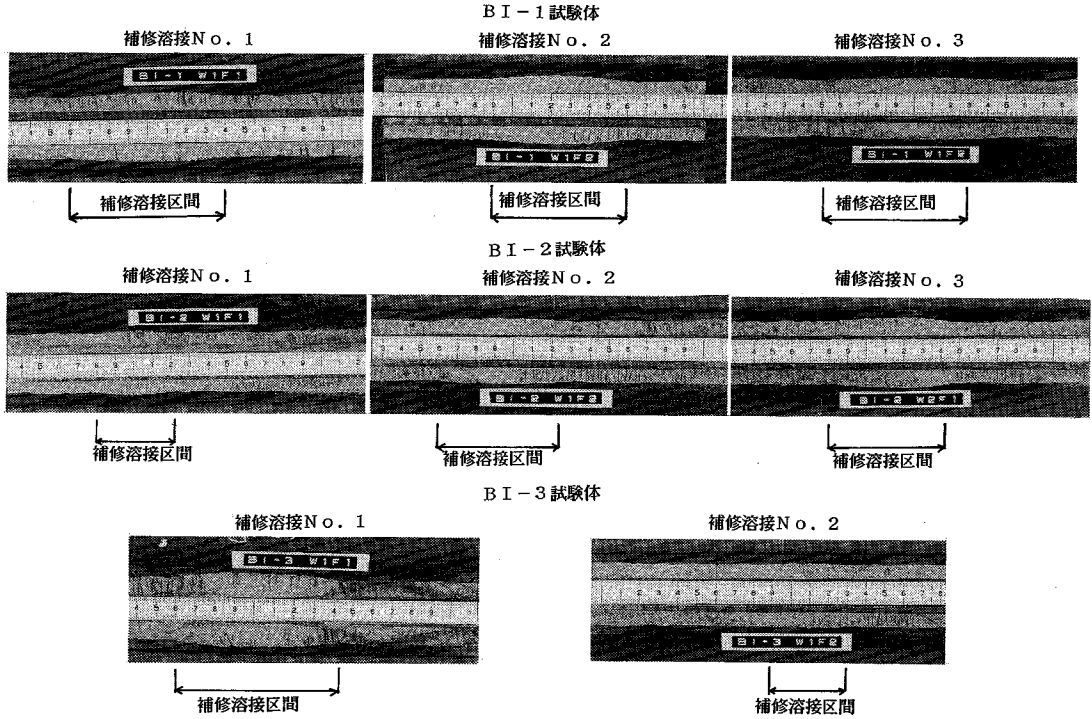 BI－1試験体
補修溶接No．1
補修溶接No．2
補修溶接No．3
BI-1 W1F1
BI-1 W1F2
BI-1 W1F2
補修溶接区間
補修溶接区間
補修溶接区間
BI－2試験体
補修溶接No．1
補修溶接No．2
補修溶接No．3
BI-2 W1F1
BI-2 W1F2
BI-2 W2F1
補修溶接区間
補修溶接区間
補修溶接区間
BI－3試験体
補修溶接No．1
補修溶接No．2
BI-3 W1F1
BI-3 W1F2
補修溶接区間
補修溶接区間